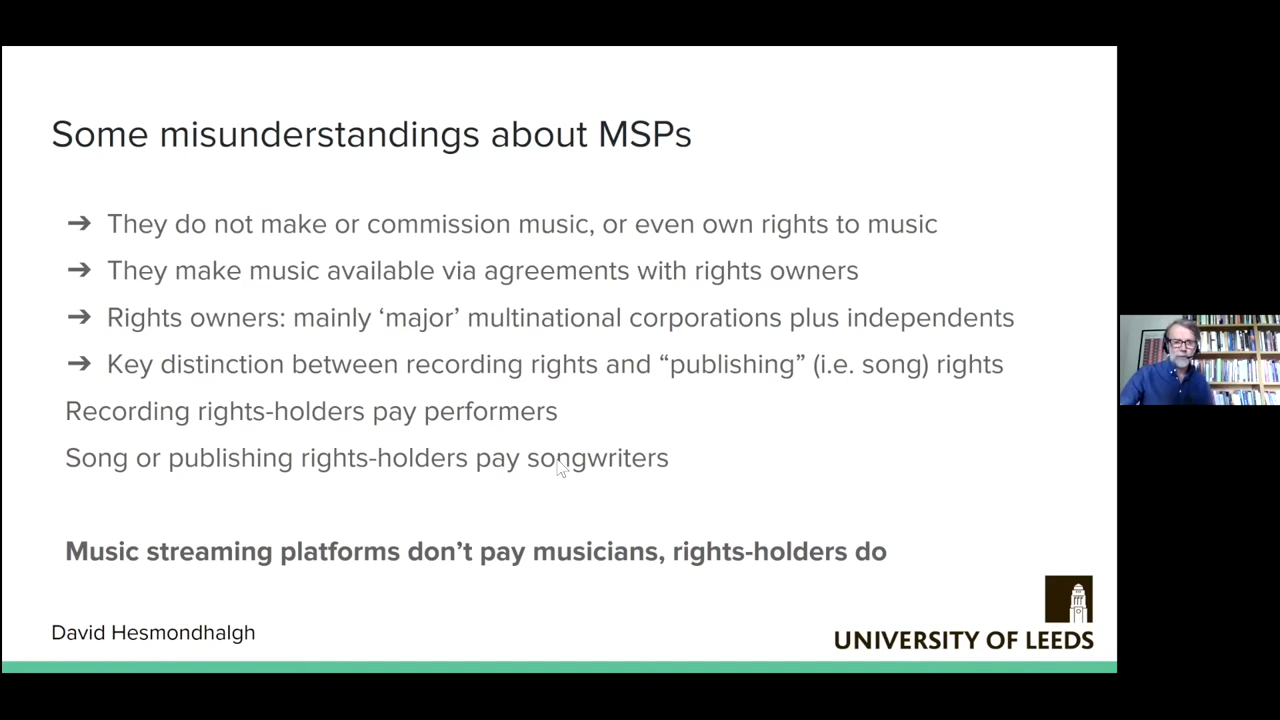 Some misunderstandings about MSPs
➔ They do not make or commission music, or even own rights to music
➔ They make music available via agreements with rights owners
➔ Rights owners: mainly ‘major’ multinational corporations plus independents
➔ Key distinction between recording rights and “publishing” (i.e. song) rights
Recording rights-holders pay performers
Song or publishing rights-holders pay songwriters
Music streaming platforms don’t pay musicians, rights-holders do
David Hesmondhalgh
UNIVERSITY OF LEEDS